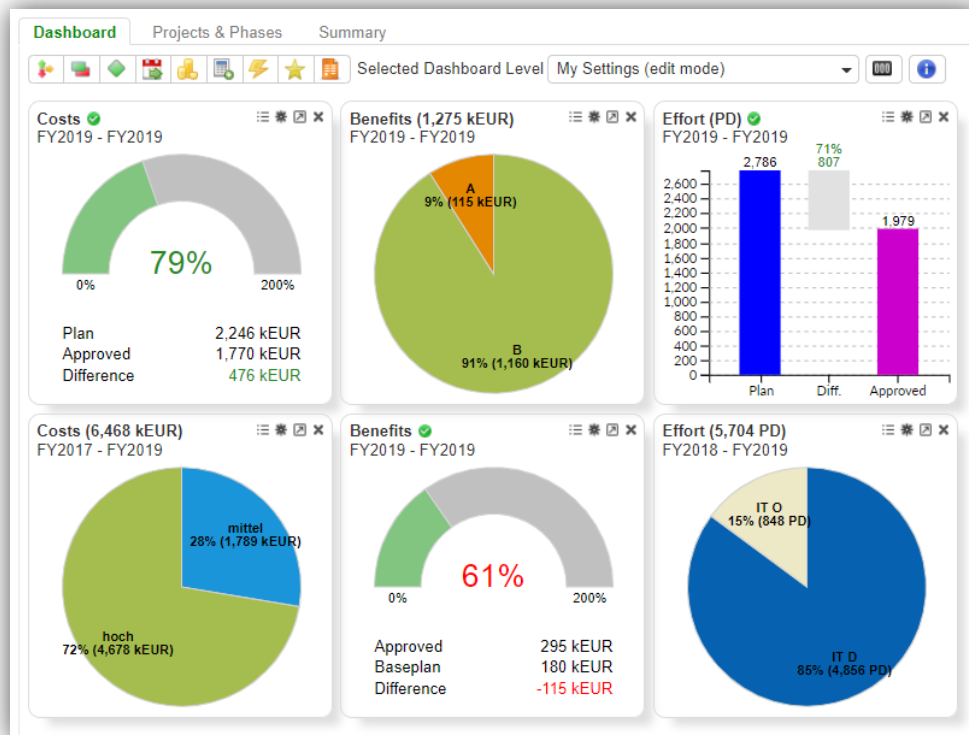 Dashboard Projects & Phases Summary
Selected Dashboard Level My Settings (edit mode)
Costs
FY2019 - FY2019
79%
0% 200%
Plan 2,246 kEUR
Approved 1,770 kEUR
Difference 476 kEUR
Benefits (1,275 kEUR)
FY2019 - FY2019
A
9% (115 kEUR)
B
91% (1,160 kEUR)
Effort (PD)
FY2019 - FY2019
71%
2,786 807
1,979
2,600
2,400
2,200
2,000
1,800
1,600
1,400
1,200
1,000
800
600
400
200
0
Plan Diff. Approved
Costs (6,468 kEUR)
FY2017 - FY2019
mittel
28% (1,789 kEUR)
hoch
72% (4,678 kEUR)
Benefits
FY2019 - FY2019
61%
0% 200%
Approved 295 kEUR
Baseplan 180 kEUR
Difference -115 kEUR
Effort (5,704 PD)
FY2018 - FY2019
IT O
15% (848 PD)
IT D
85% (4,856 PD)